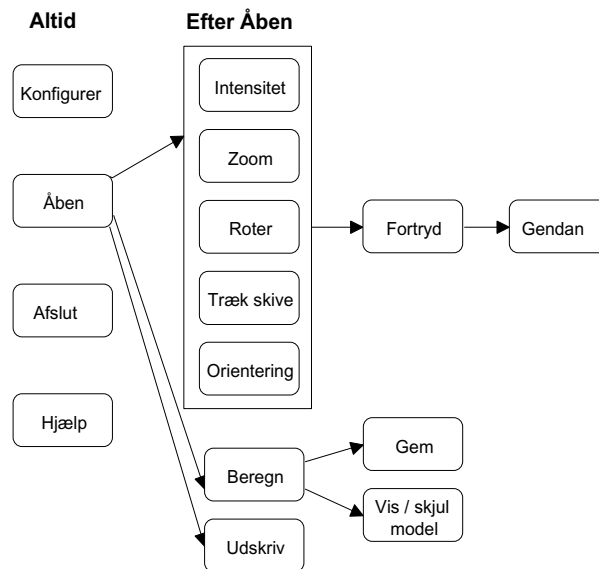 Altid
Efter Åben
Konfigurer
Åben
Afslut
Hjælp
Intensitet
Zoom
Roter
Træk skive
Orientering
Fortryd
Gendan
Beregn
Udskriv
Gem
Vis / skjul
model